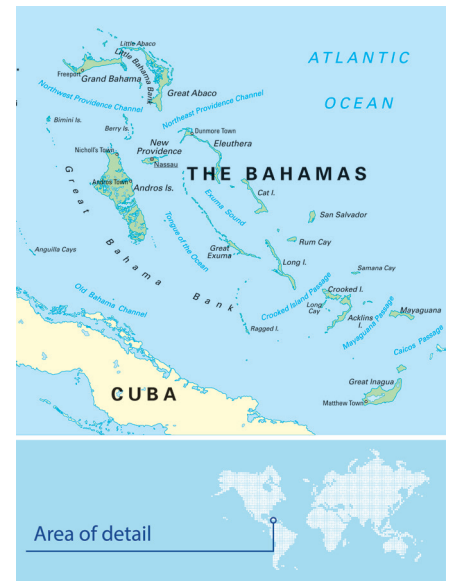 Little Abaco
ATLANTIC
OCEAN
Freeport
Grand Bahama
Little Bahama Bank
Great Abaco
Northwest Providence Channel
Northeast Providence Channel
Bimini Is.
Berry Is.
Dunmore Town
Eleuthera
New
Providence
Nassau
Nicholl's Town
THE BAHAMAS
Andros Town
Andros Is.
Cat I.
Exuma Sound
San Salvador
Tongue of the Ocean
Great
Exuma
Rum Cay
Anguilla Cays
Great Bahama Bank
Long I.
Samana Cay
Crooked Island Passage
Crooked I.
Long
Cay
Acklins
I.
Mayaguana
Mayaguana Passage
Old Bahama Channel
Ragged I.
Caicos Passage
Great Inagua
Matthew Town
CUBA
Area of detail